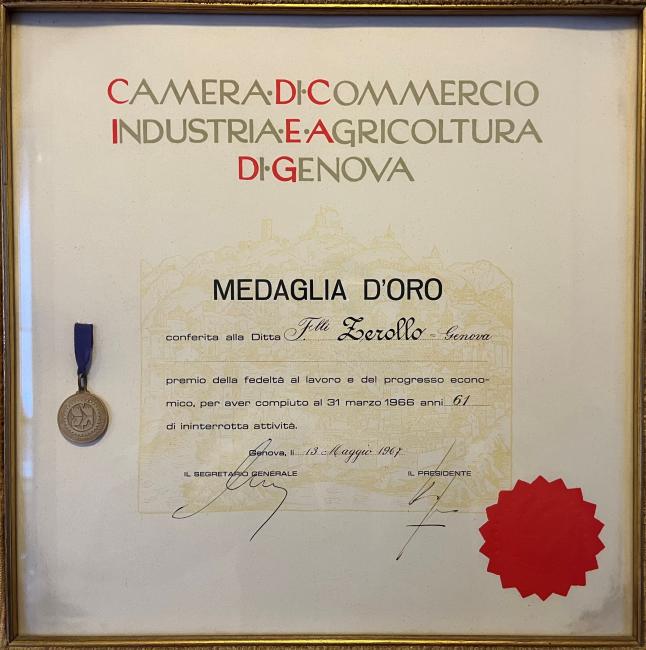 CAMERA·DI·COMMERCIO
INDUSTRIA·E·AGRICOLTURA
DI·GENOVA
MEDAGLIA D'ORO
conferita alla Ditta F.lli Zerollo - Genova
premio della fedeltà al lavoro e del progresso econo-
mico, per aver compiuto al 31 marzo 1966 anni 61
di ininterrotta attività.
Genova, li 13 Maggio 1967
IL SEGRETARIO GENERALE IL PRESIDENTE